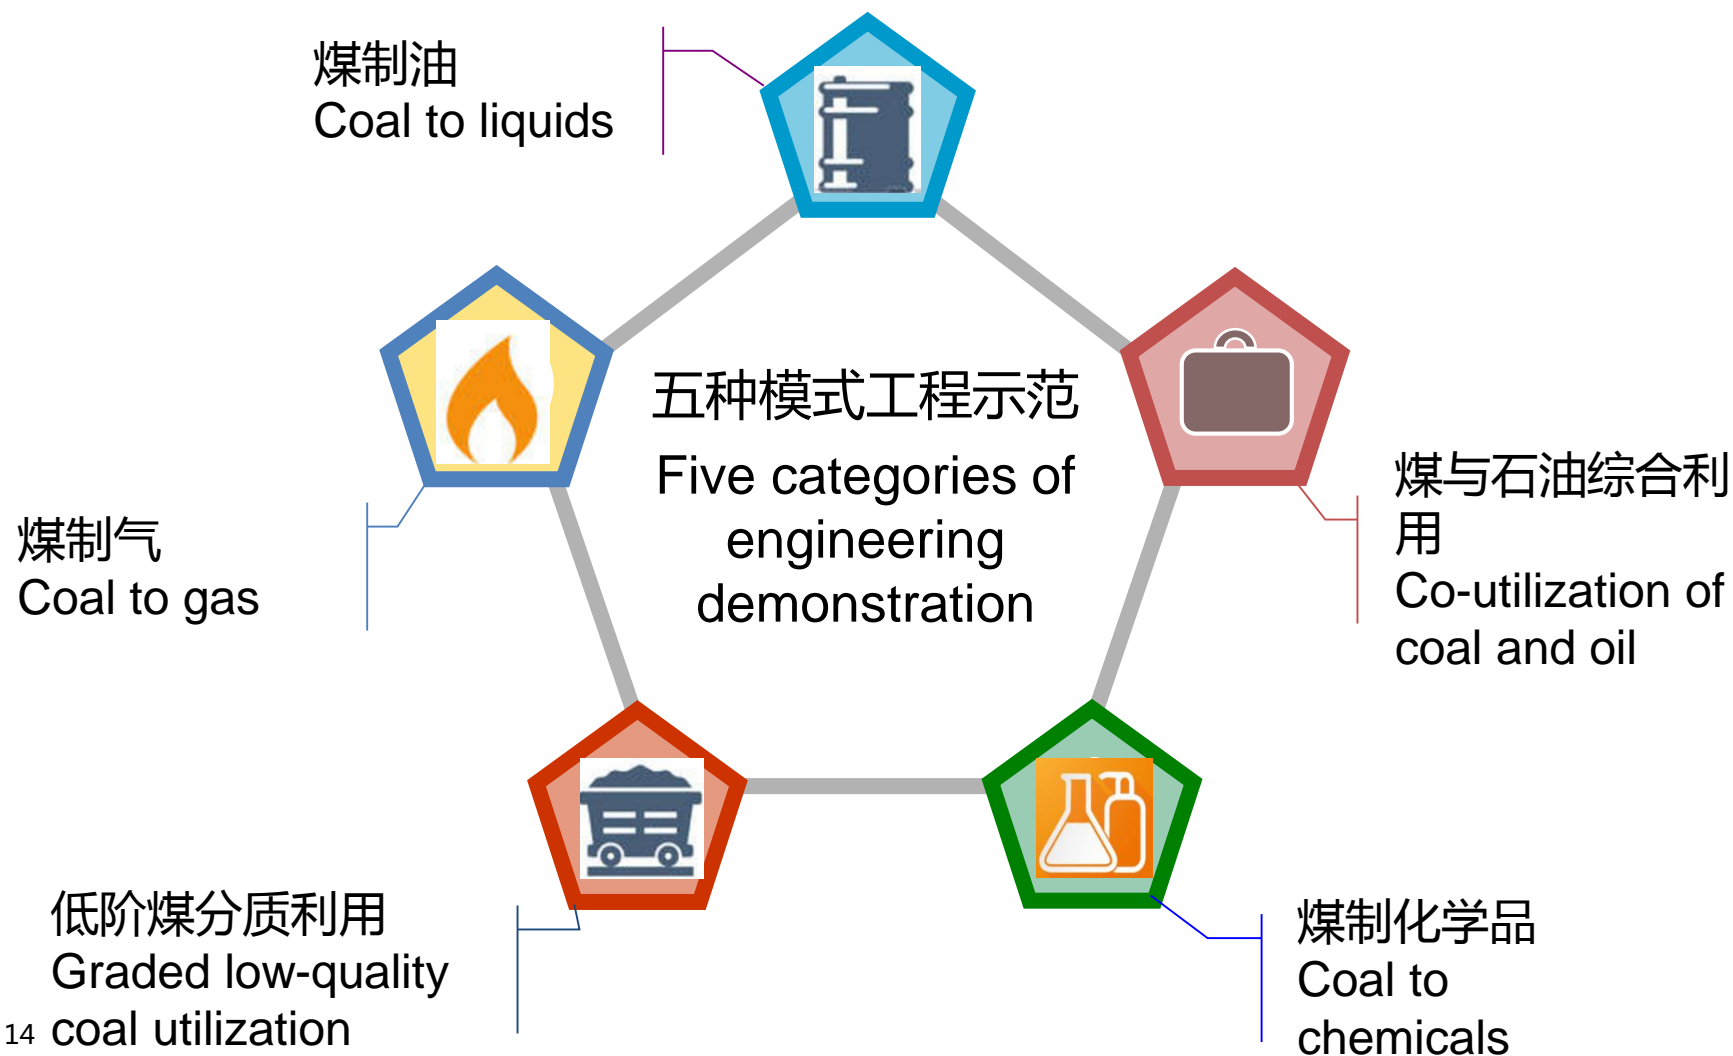 煤制油
Coal to liquids
五种模式工程示范
Five categories of
engineering
demonstration
煤与石油综合利
用
Co-utilization of
coal and oil
煤制气
Coal to gas
低阶煤分质利用
Graded low-quality
coal utilization
煤制化学品
Coal to
chemicals
14